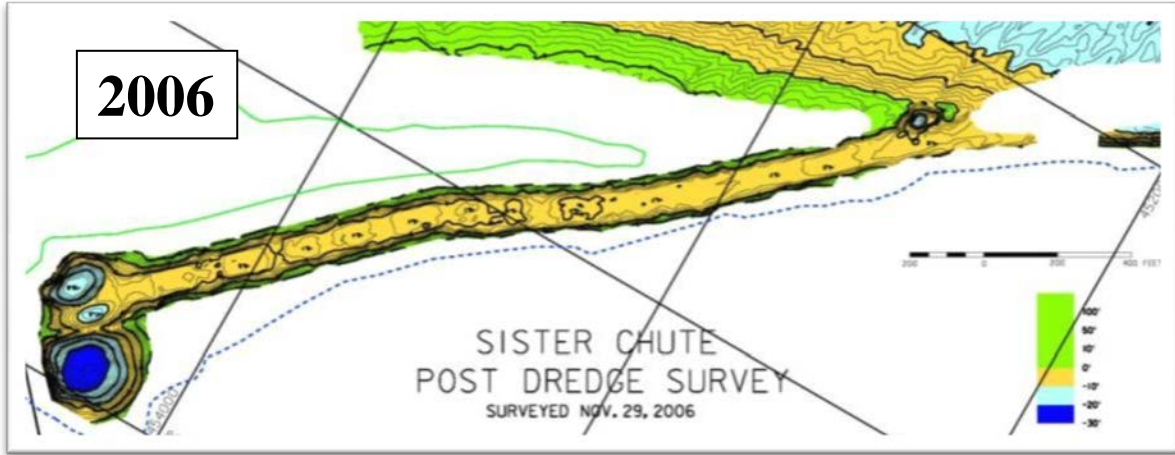 2006
SISTER CHUTE
POST DREDGE SURVEY
SURVEYED NOV. 29, 2006
200 0 200 400 FEET
100'
50'
10'
0'
-10'
-20'
-30'